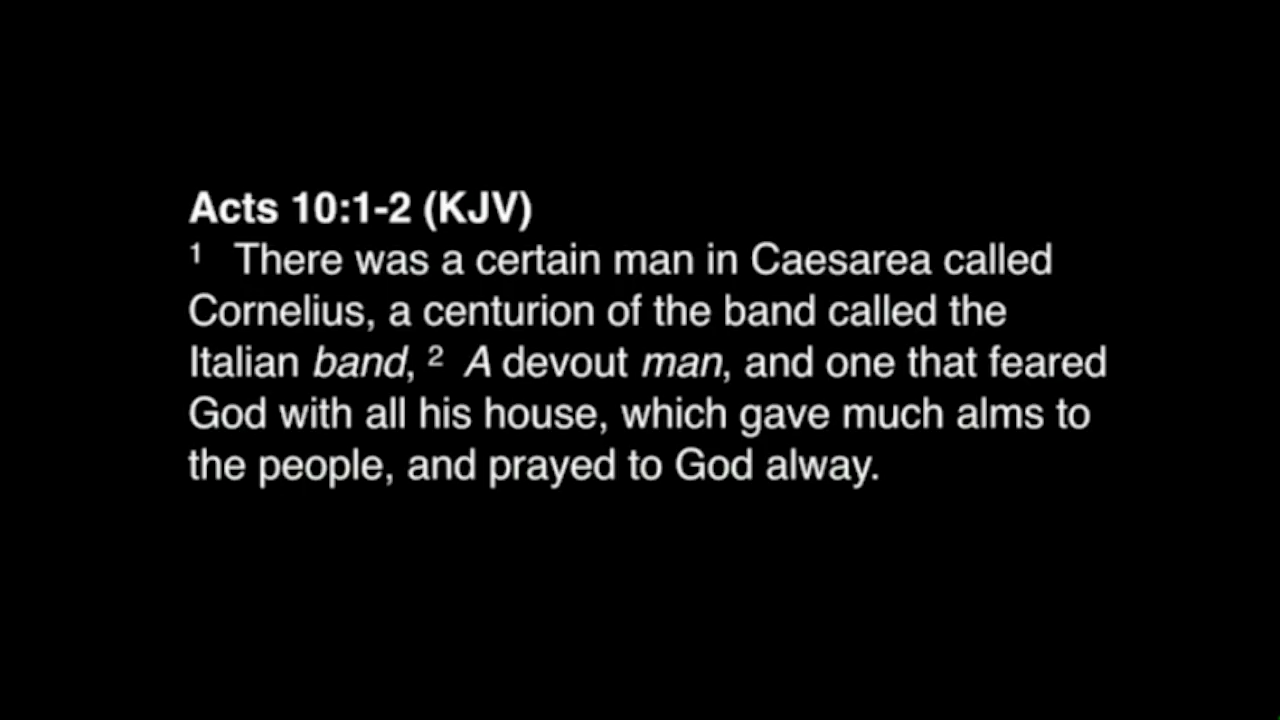 Acts 10:1-2 (KJV)
1 There was a certain man in Caesarea called
Cornelius, a centurion of the band called the
Italian band, 2 A devout man, and one that feared
God with all his house, which gave much alms to
the people, and prayed to God alway.